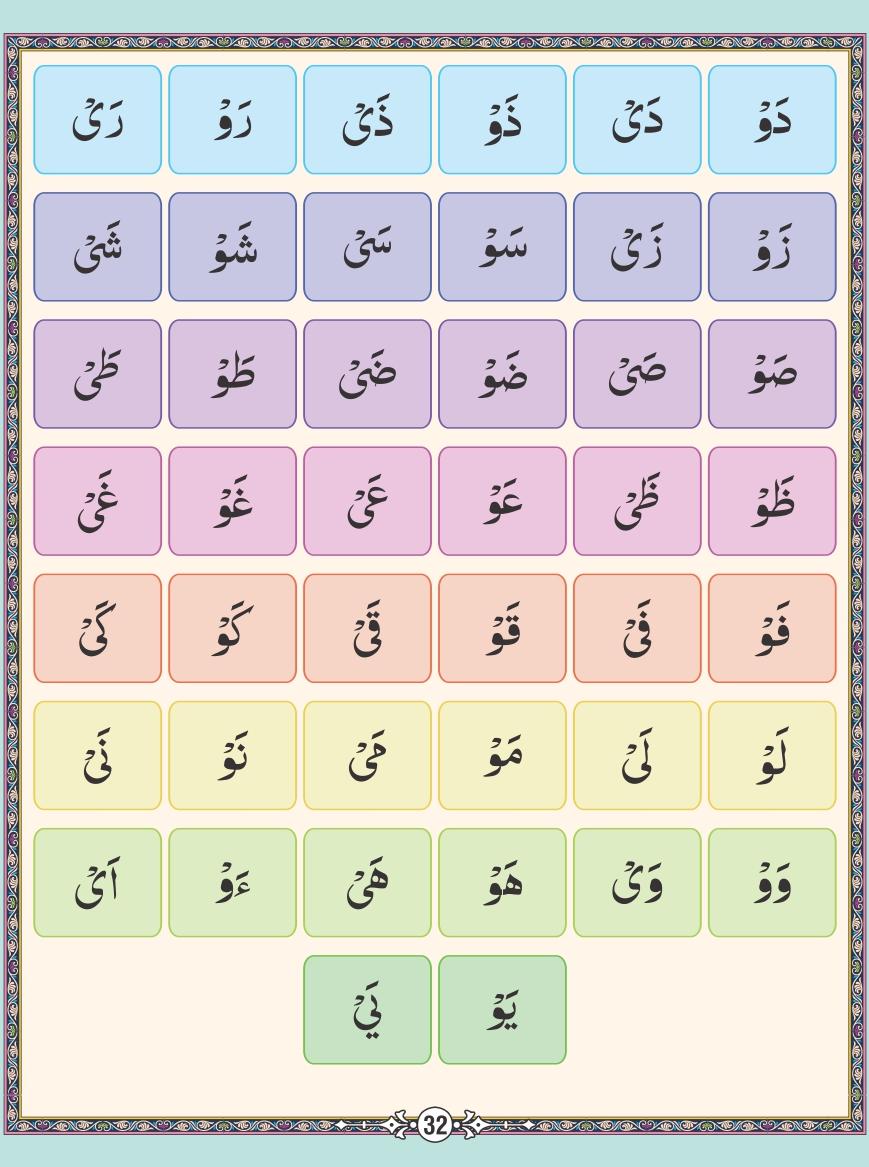 دَوْ دَیْ ذَوْ ذَیْ رَوْ رَیْ
زَوْ زَیْ سَوْ سَیْ شَوْ شَیْ
صَوْ صَیْ ضَوْ ضَیْ طَوْ طَیْ
ظَوْ ظَیْ عَوْ عَیْ غَوْ غَیْ
فَوْ فَیْ قَوْ قَیْ کَوْ کَیْ
لَوْ لَیْ مَوْ مَیْ نَوْ نَیْ
وَوْ وَیْ هَوْ هَیْ ءَوْ اَیْ
یَوْ یَيْ
32